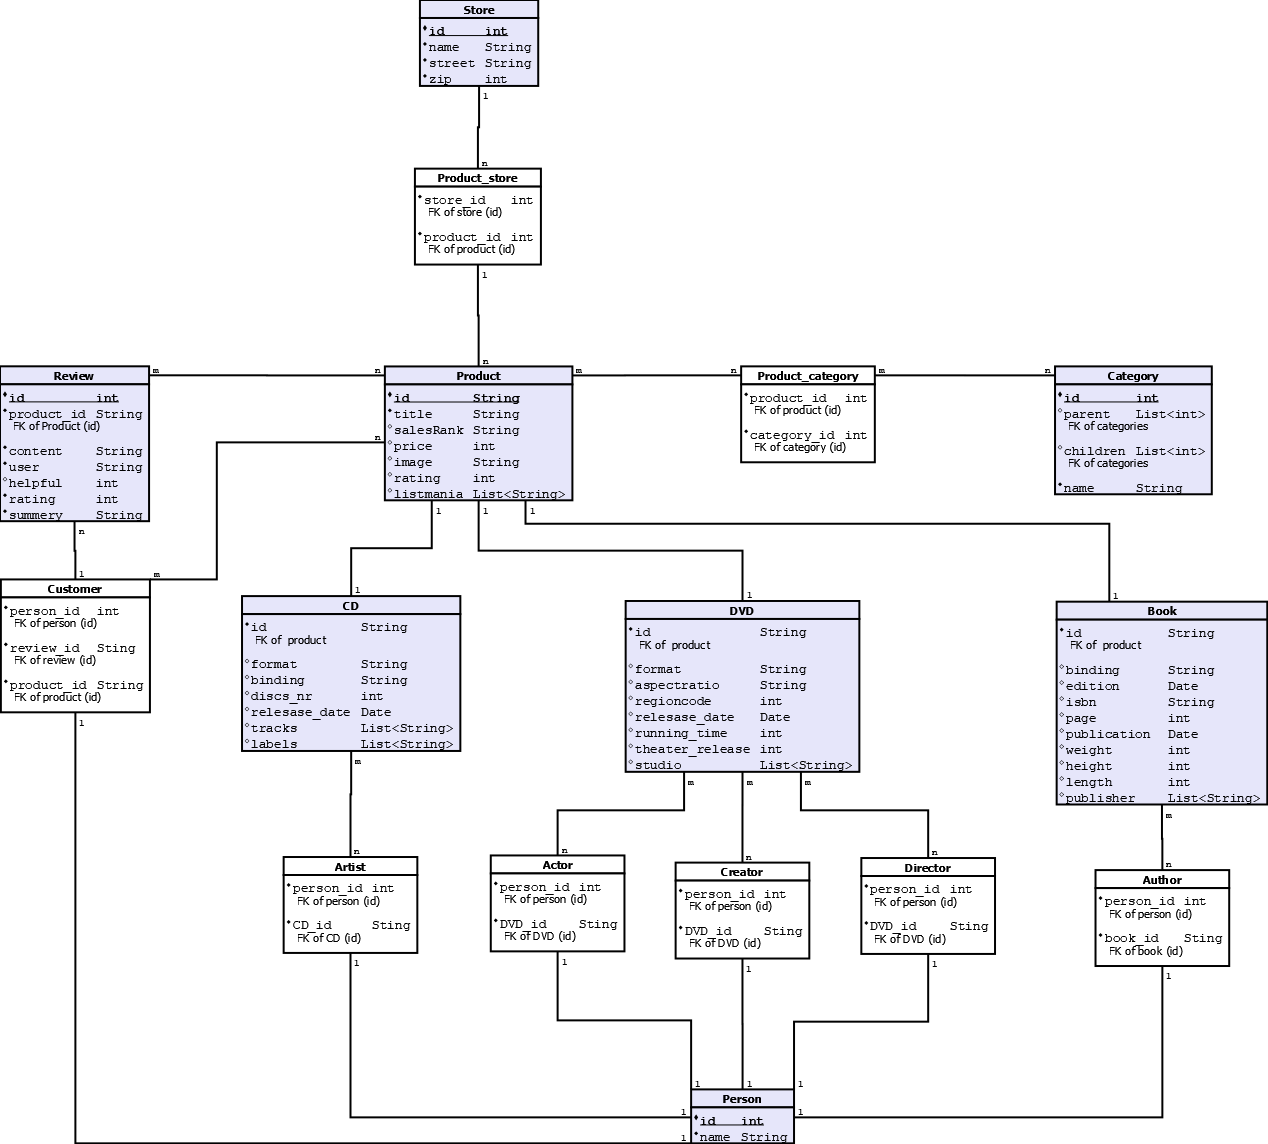 Store
id int
name String
street String
zip int
1
n
Product_store
store_id int
FK of store (id)
product_id int
FK of product (id)
1
n
Review
id int
product_id String
FK of Product (id)
content String
user String
helpful int
rating int
summery String
m
n
Product
id String
title String
salesRank String
price int
image String
rating int
listmania List<String>
n
m
n
Product_category
product_id int
FK of product (id)
category_id int
FK of category (id)
m
n
Category
id int
parent List<int>
FK of categories
children List<int>
FK of categories
name String
n
1
m
1
1
1
Customer
person_id int
FK of person (id)
review_id Sting
FK of review (id)
product_id String
FK of product (id)
1
1
CD
id String
FK of product
format String
binding String
discs_nr int
relesase_date Date
tracks List<String>
labels List<String>
m
1
DVD
id String
FK of product
format String
aspectratio String
regioncode int
relesase_date Date
running_time int
theater_release int
studio List<String>
m
m
m
1
Book
id String
FK of product
binding String
edition Date
isbn String
page int
publication Date
weight int
height int
length int
publisher List<String>
m
n
Artist
person_id int
FK of person (id)
CD_id Sting
FK of CD (id)
1
n
Actor
person_id int
FK of person (id)
DVD_id Sting
FK of DVD (id)
1
n
Creator
person_id int
FK of person (id)
DVD_id Sting
FK of DVD (id)
1
n
Director
person_id int
FK of person (id)
DVD_id Sting
FK of DVD (id)
1
n
Author
person_id int
FK of person (id)
book_id Sting
FK of book (id)
1
1
1
1
1
1
1
Person
id int
name String